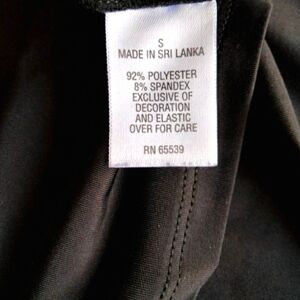 S
MADE IN SRI LANKA
92% POLYESTER
8% SPANDEX
EXCLUSIVE OF
DECORATION
AND ELASTIC
OVER FOR CARE
RN 65539